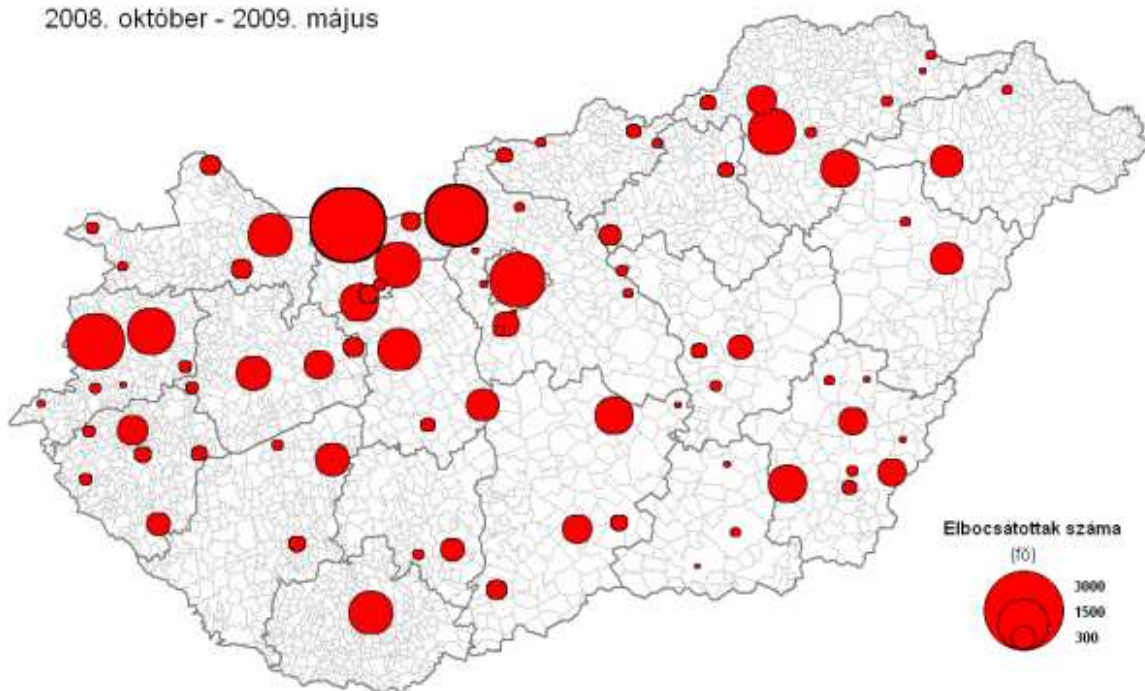 2008. október - 2009. május
Elbocsátottak száma
(fő)
3000
1500
300